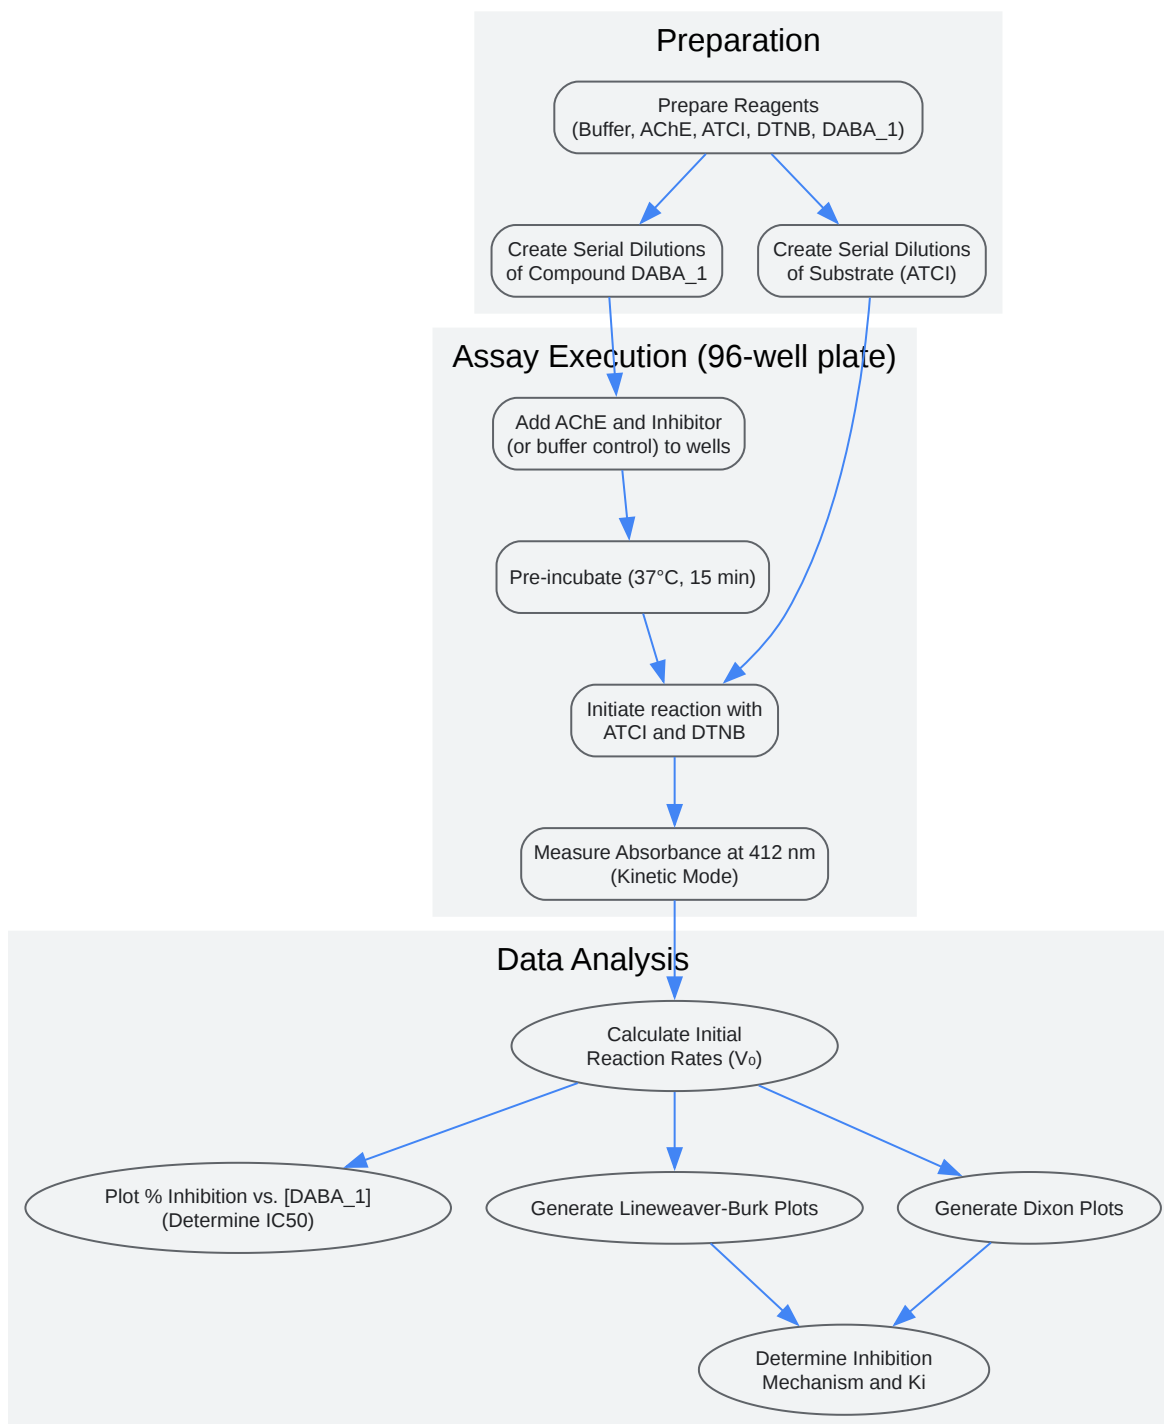 Preparation
Prepare Reagents
(Buffer, AChE, ATCI, DTNB, DABA_1)
Create Serial Dilutions
of Compound DABA_1
Create Serial Dilutions
of Substrate (ATCI)
Assay Execution (96-well plate)
Add AChE and Inhibitor
(or buffer control) to wells
Pre-incubate (37°C, 15 min)
Initiate reaction with
ATCI and DTNB
Measure Absorbance at 412 nm
(Kinetic Mode)
Data Analysis
Calculate Initial
Reaction Rates (V₀)
Plot % Inhibition vs. [DABA_1]
(Determine IC50)
Generate Lineweaver-Burk Plots
Generate Dixon Plots
Determine Inhibition
Mechanism and Ki